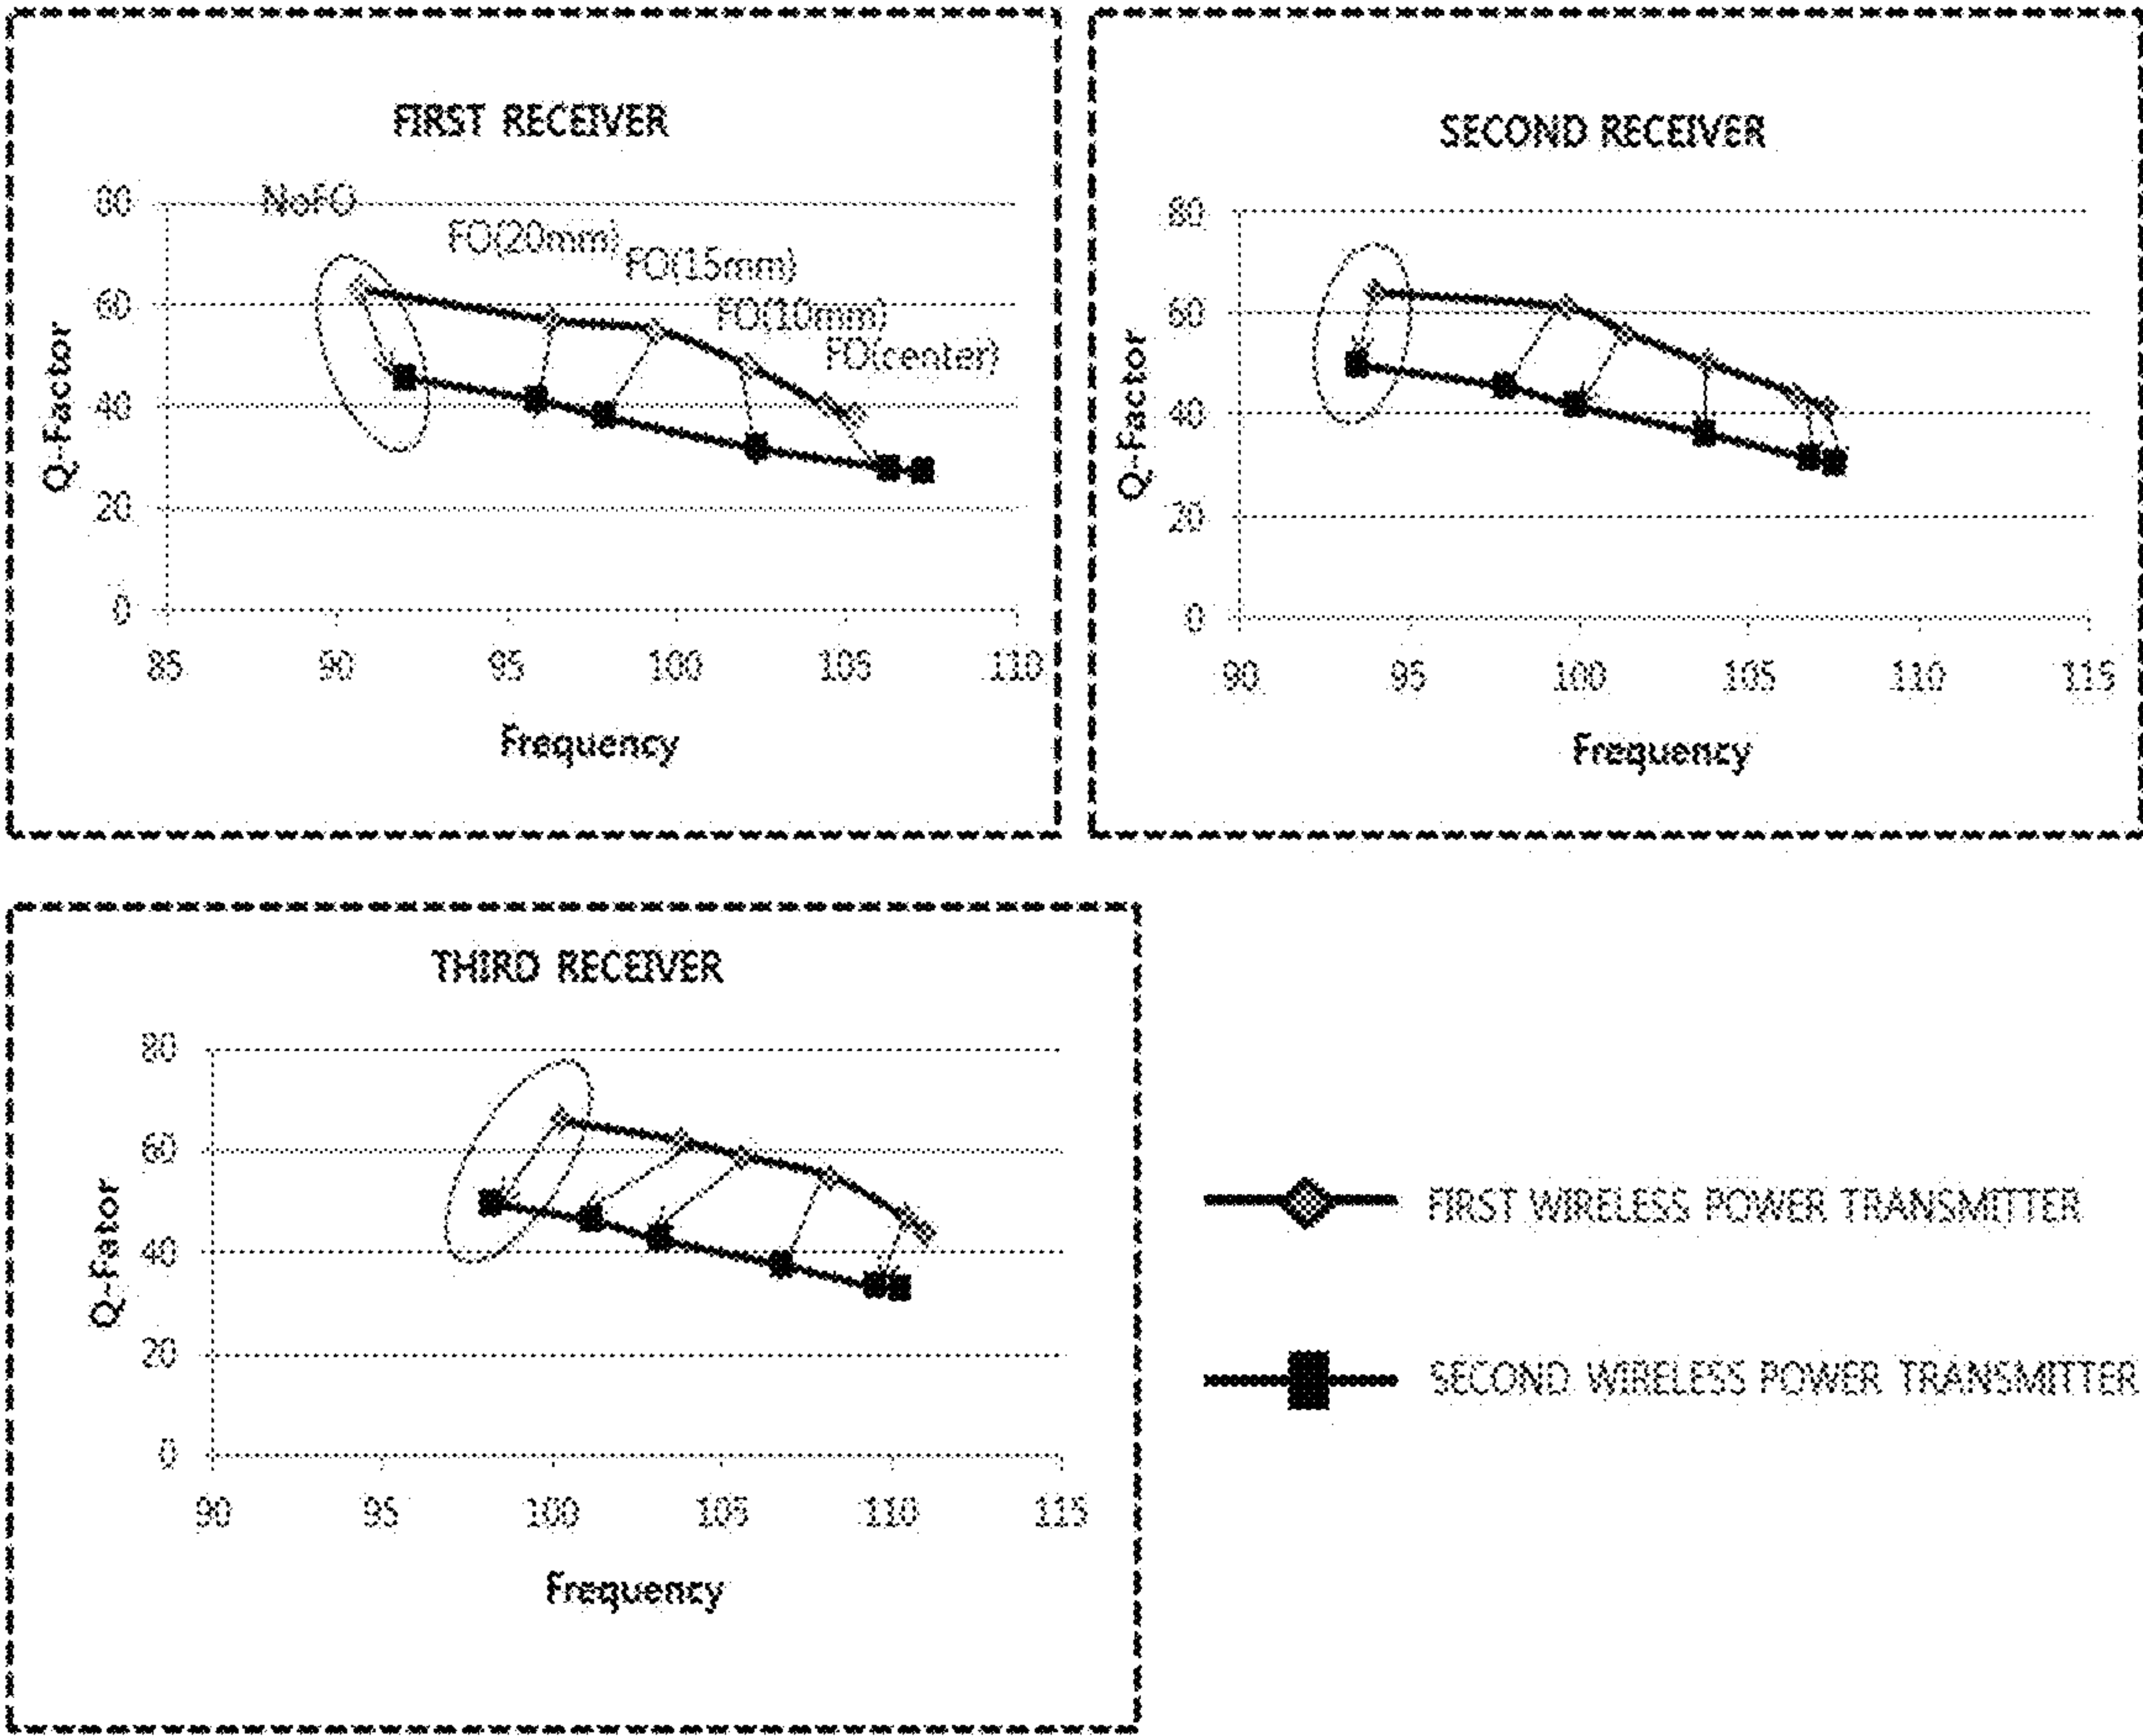 FIRST RECEIVER
NoFO
FO(20mm)
FO(15mm)
FO(10mm)
FO(center)
80
60
40
20
0
Q-Factor
85 90 95 100 105 110
Frequency
SECOND RECEIVER
80
60
40
20
0
Q-Factor
90 95 100 105 110 115
Frequency
THIRD RECEIVER
80
60
40
20
0
Q-Fator
90 95 100 105 110 115
Frequency
FIRST WIRELESS POWER TRANSMITTER
SECOND WIRELESS POWER TRANSMITTER